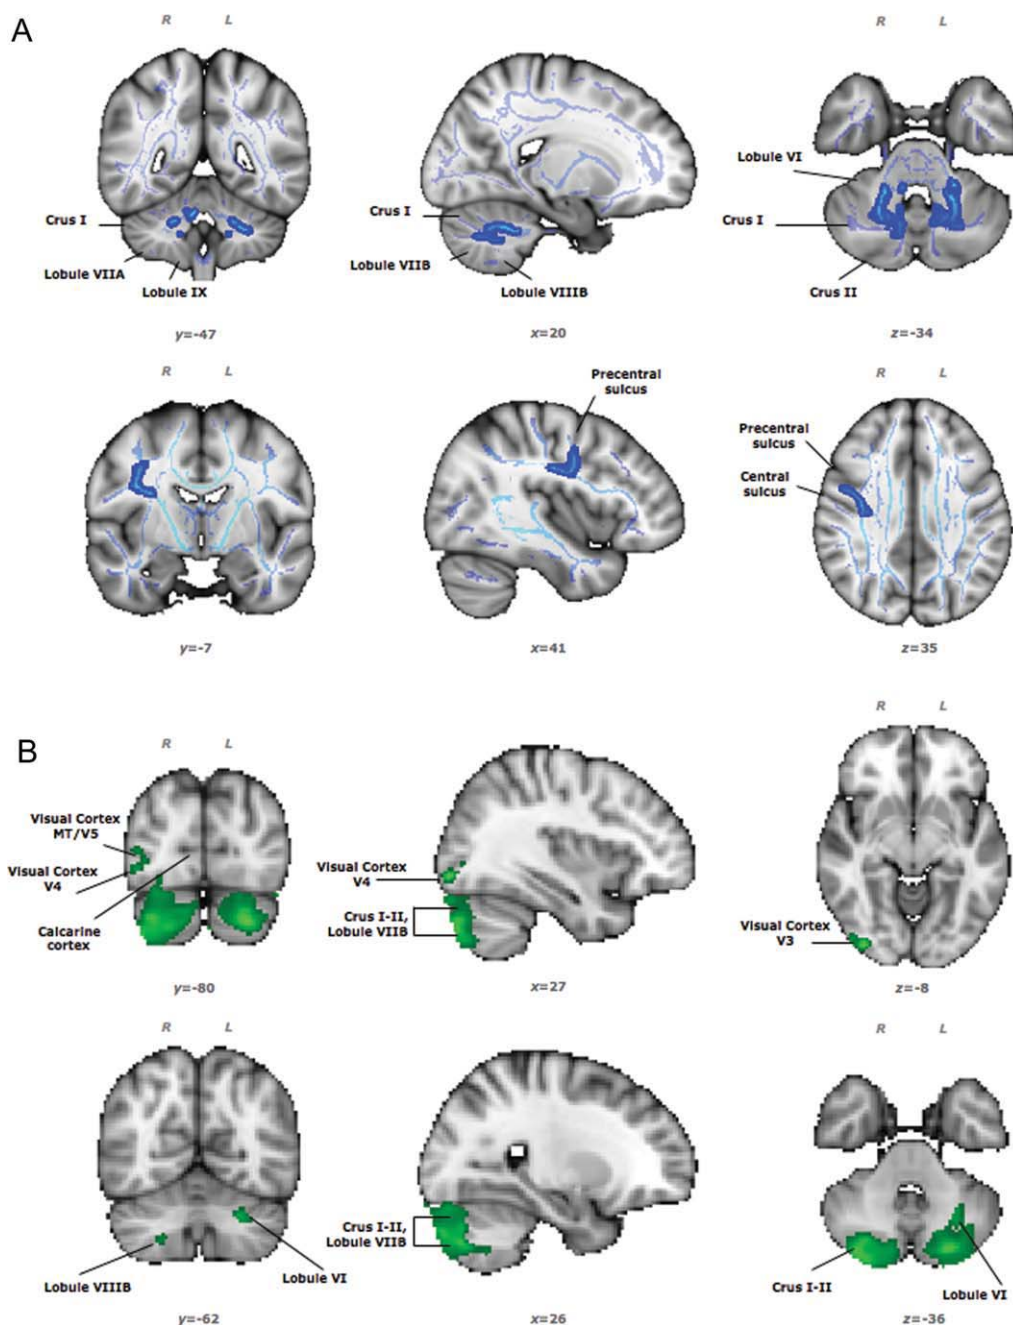 A
R L
R L
Crus I
Lobule VIIA
Lobule IX
y=-47
Crus I
Lobule VIIB
Lobule VIIIB
x=20
Lobule VI
Crus I
Crus II
z=-34
R L
y=-7
Precentral
sulcus
x=41
R L
Precentral
sulcus
Central
sulcus
z=35
B
R L
Visual Cortex
MT/V5
Visual Cortex
V4
Calcarine
cortex
y=-80
Visual Cortex
V4
Crus I-II,
Lobule VIIB
x=27
R L
Visual Cortex
V3
z=-8
R L
Lobule VIIIB
Lobule VI
y=-62
Crus I-II,
Lobule VIIB
x=26
R L
Crus I-II
Lobule VI
z=-36